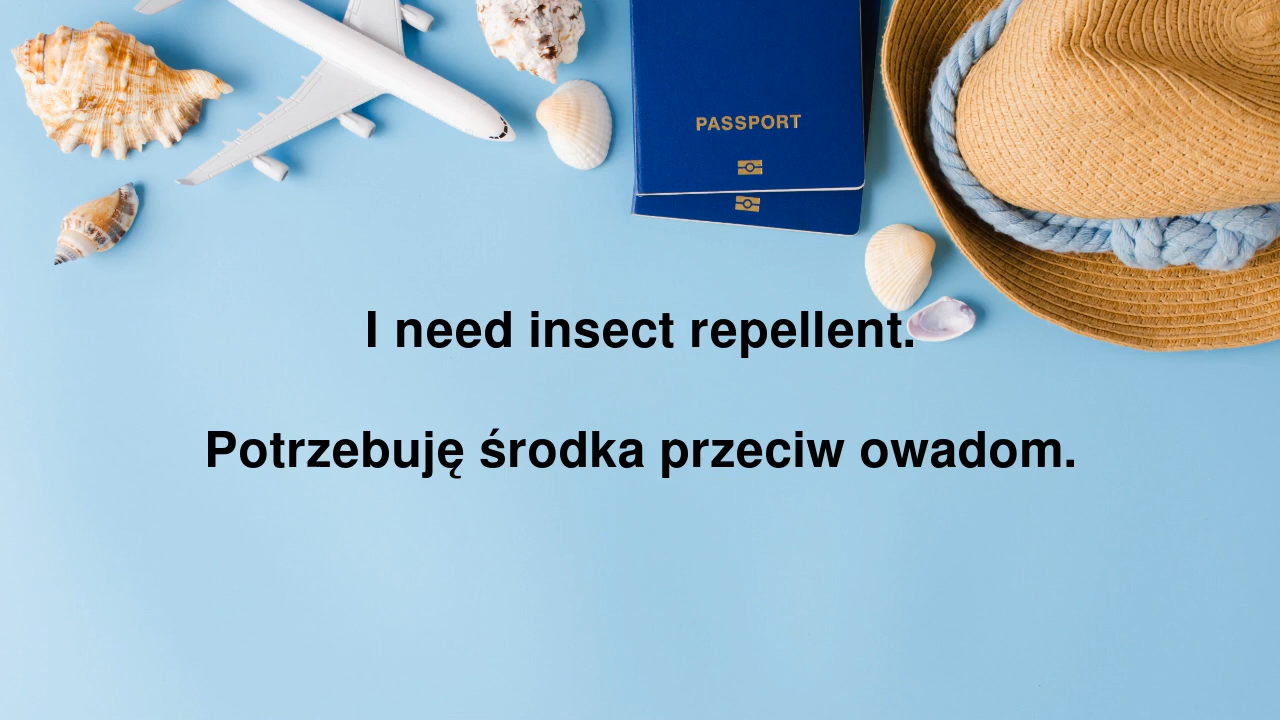 PASSPORT
I need insect repellent.
Potrzebuję środka przeciw owadom.